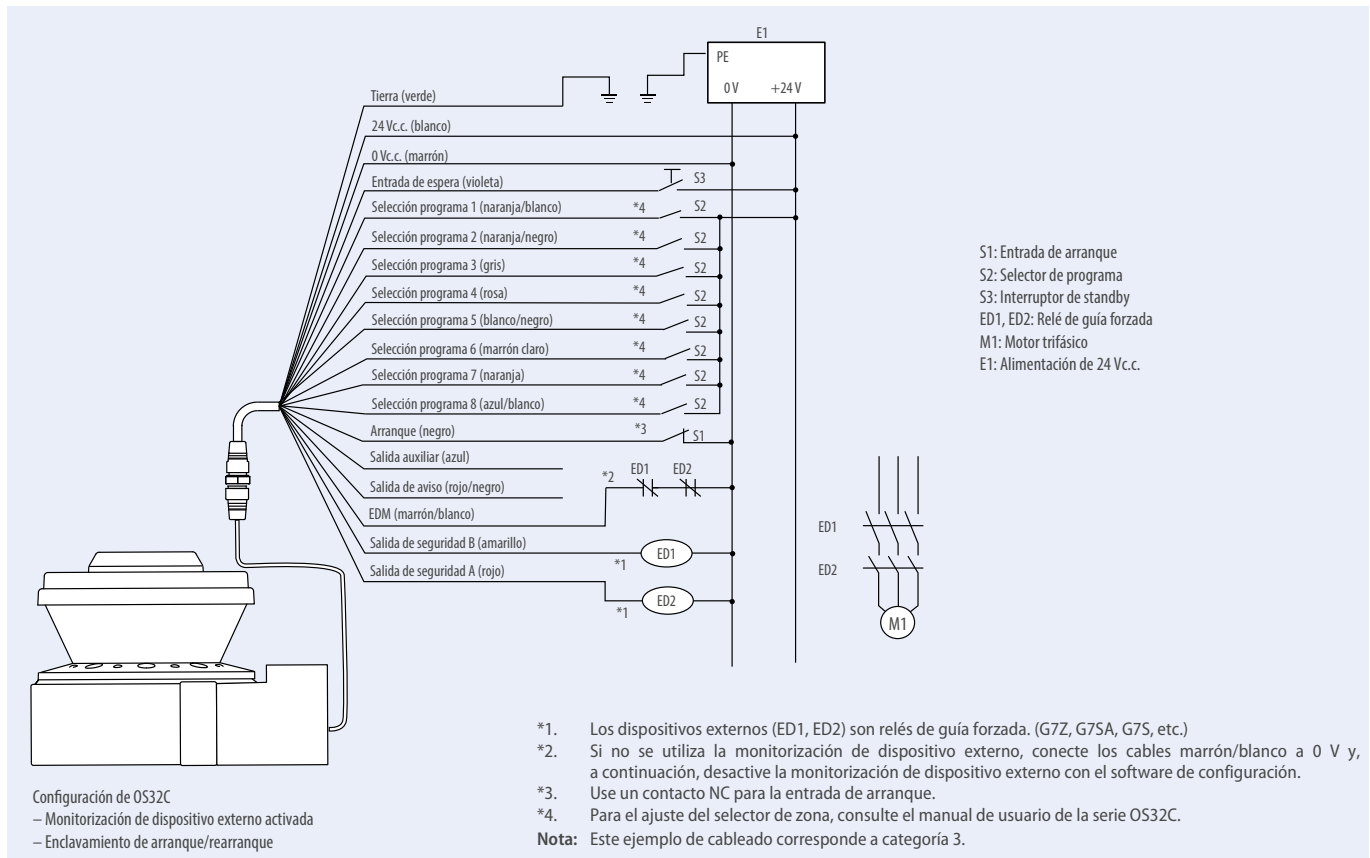 E1
PE
0 V +24 V
Tierra (verde)
24 Vc.c. (blanco)
0 Vc.c. (marrón)
Entrada de espera (violeta) S3
Selección programa 1 (naranja/blanco) *4 S2
Selección programa 2 (naranja/negro) *4 S2
Selección programa 3 (gris) *4 S2
Selección programa 4 (rosa) *4 S2
Selección programa 5 (blanco/negro) *4 S2
Selección programa 6 (marrón claro) *4 S2
Selección programa 7 (naranja) *4 S2
Selección programa 8 (azul/blanco) *4 S2
Arranque (negro) *3 S1
Salida auxiliar (azul)
Salida de aviso (rojo/negro) *2 ED1 ED2
EDM (marrón/blanco)
Salida de seguridad B (amarillo) *1 ED1
Salida de seguridad A (rojo) *1 ED2
S1: Entrada de arranque
S2: Selector de programa
S3: Interruptor de standby
ED1, ED2: Relé de guía forzada
M1: Motor trifásico
E1: Alimentación de 24 Vc.c.
ED1
ED2
M1
Configuración de OS32C
– Monitorización de dispositivo externo activada
– Enclavamiento de arranque/rearranque
*1. Los dispositivos externos (ED1, ED2) son relés de guía forzada. (G7Z, G7SA, G7S, etc.)
*2. Si no se utiliza la monitorización de dispositivo externo, conecte los cables marrón/blanco a 0 V y,
a continuación, desactive la monitorización de dispositivo externo con el software de configuración.
*3. Use un contacto NC para la entrada de arranque.
*4. Para el ajuste del selector de zona, consulte el manual de usuario de la serie OS32C.
Nota: Este ejemplo de cableado corresponde a categoría 3.